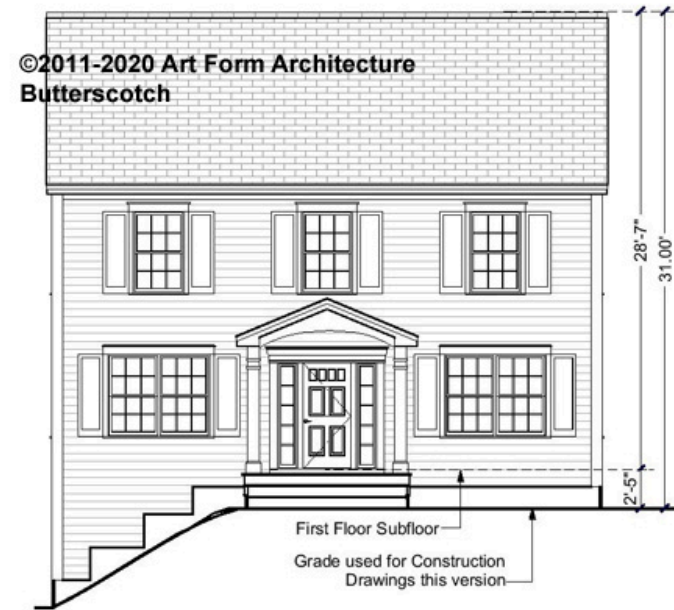 ©2011-2020 Art Form Architecture
Butterscotch
28'-7"
31.00'
2'-5"
First Floor Subfloor
Grade used for Construction
Drawings this version